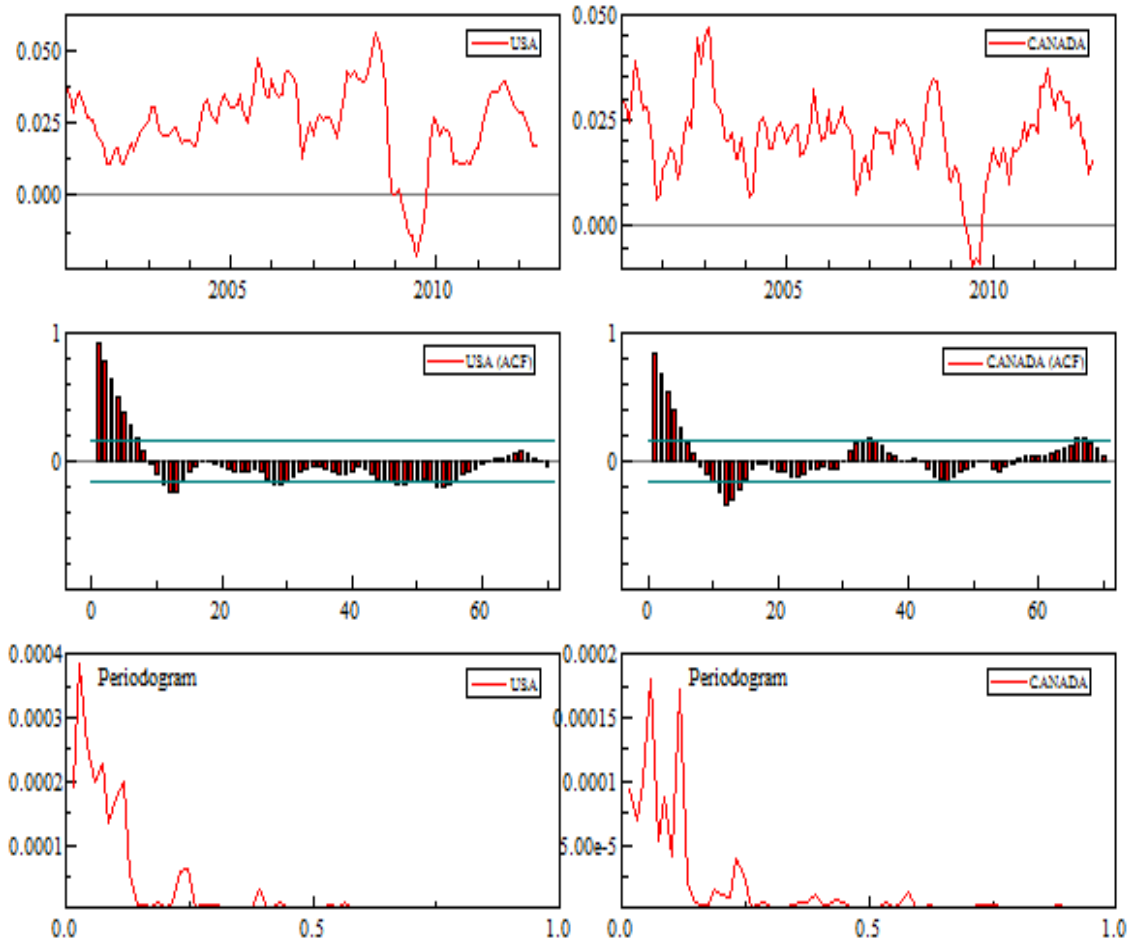 USA
0.050
0.025
0.000
2005 2010
CANADA
0.050
0.025
0.000
2005 2010
USA (ACF)
1
0
0 20 40 60
CANADA (ACF)
1
0
0 20 40 60
Periodogram
USA
0.0004
0.0003
0.0002
0.0001
0.0 0.5 1.0
Periodogram
CANADA
0.0002
0.00015
0.0001
5.00e-5
0.0 0.5 1.0